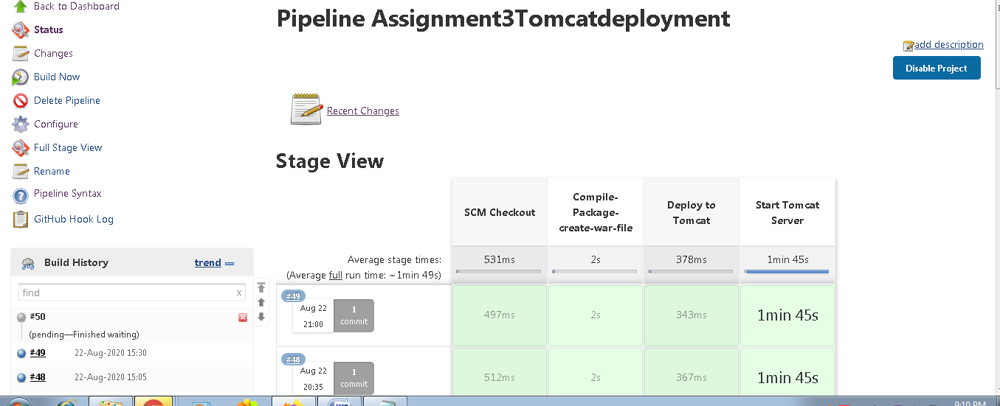 Back to Dashboard
Status
Changes
Build Now
Delete Pipeline
Configure
Full Stage View
Rename
Pipeline Syntax
GitHub Hook Log
Build History trend
find x
#50
(pending—Finished waiting)
#49 22-Aug-2020 15:30
#48 22-Aug-2020 15:05
Pipeline Assignment3Tomcatdeployment
add description
Disable Project
Recent Changes
Stage View
SCM Checkout
Compile-
Package-
create-war-file
Deploy to
Tomcat
Start Tomcat
Server
Average stage times:
(Average full run time: ~1min 49s)
531ms 2s 378ms 1min 45s
#49
Aug 22
21:00
1
commit
497ms 2s 343ms 1min 45s
#48
Aug 22
20:35
1
commit
512ms 2s 367ms 1min 45s
9:10 PM